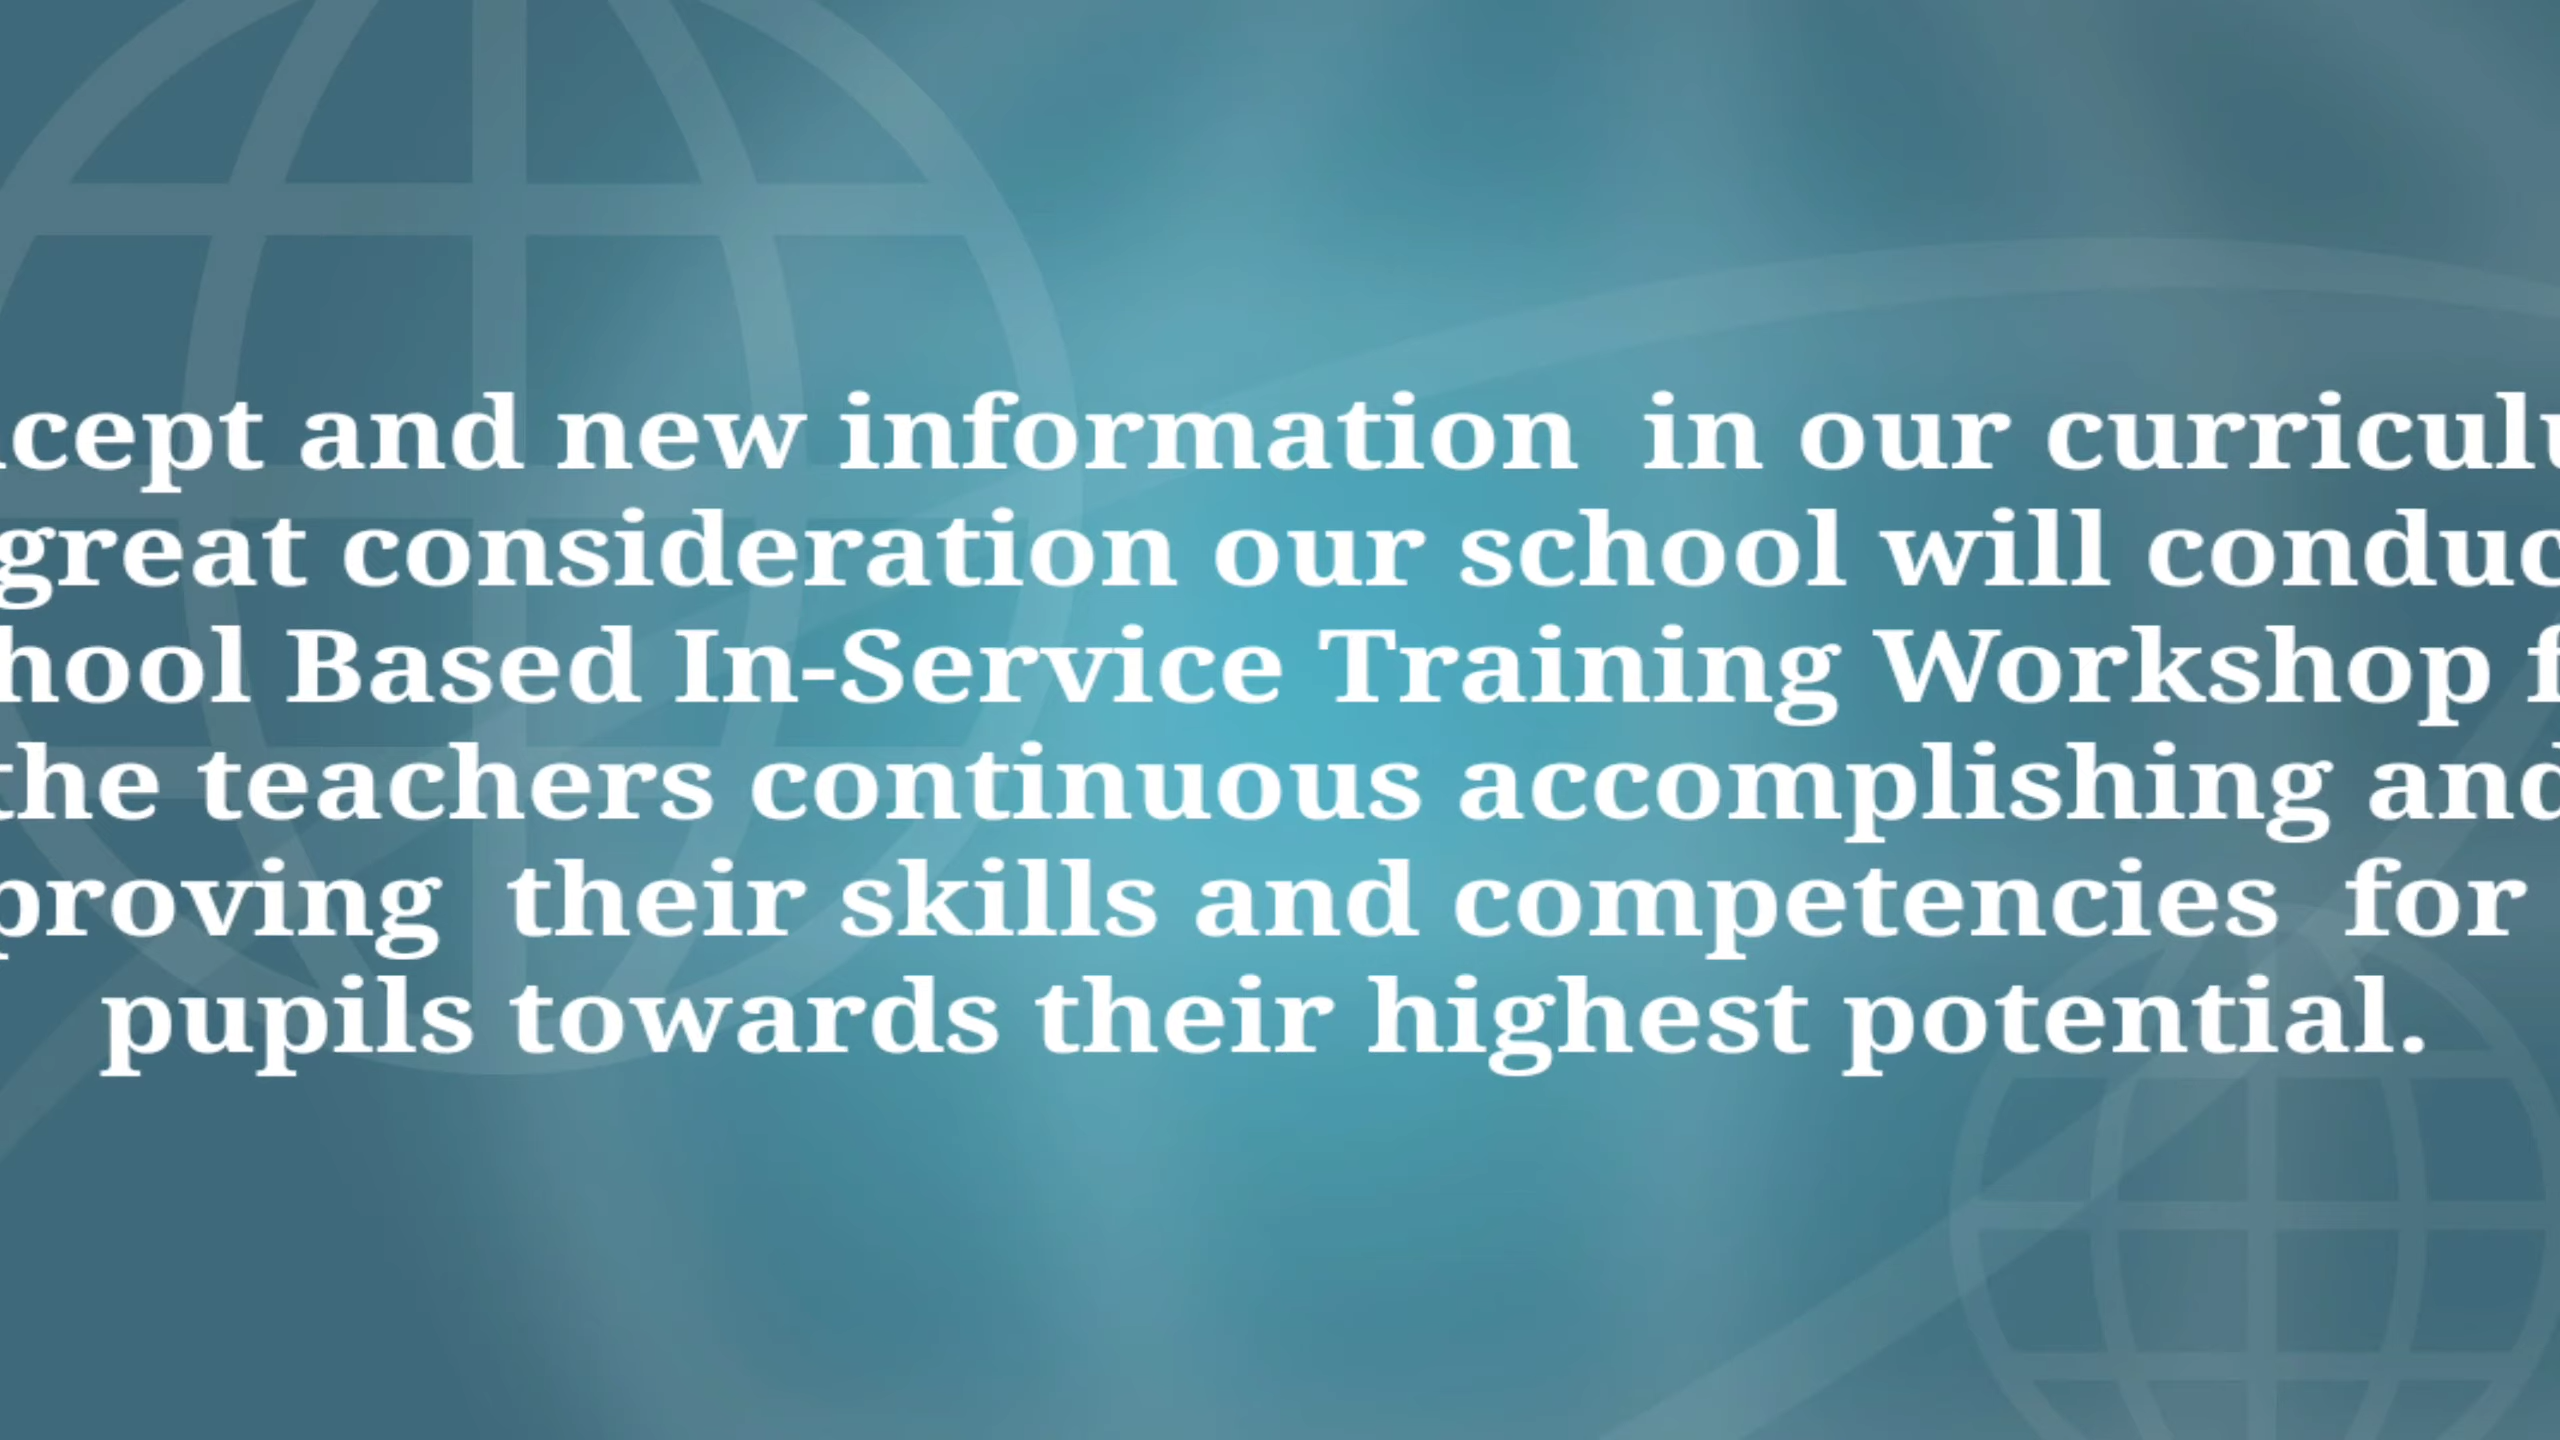 cept and new information in our curricul
great consideration our school will conduc
hool Based In-Service Training Workshop f
the teachers continuous accomplishing and
proving their skills and competencies for
pupils towards their highest potential.